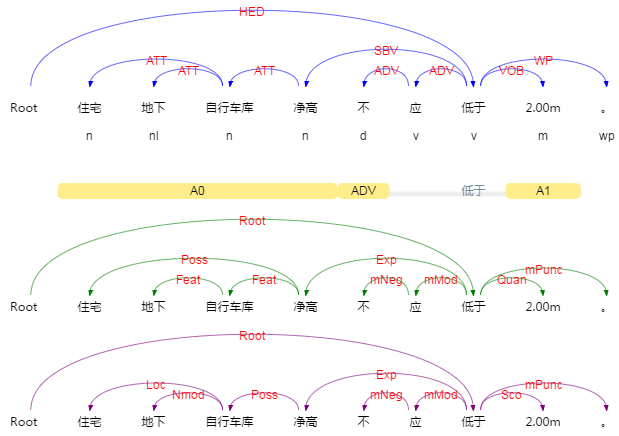 HED
SBV
ATT WP
ATT ATT ADV ADV VOB
Root 住宅 地下 自行车库 净高 不 应 低于 2.00m 。
n nl n n d v v m wp
A0 ADV 低于 A1
Root
Poss Exp
mPunc
Feat Feat mNeg mMod Quan
Root 住宅 地下 自行车库 净高 不 应 低于 2.00m 。
Root
Exp
Loc mPunc
Nmod Poss mNeg mMod Sco
Root 住宅 地下 自行车库 净高 不 应 低于 2.00m 。